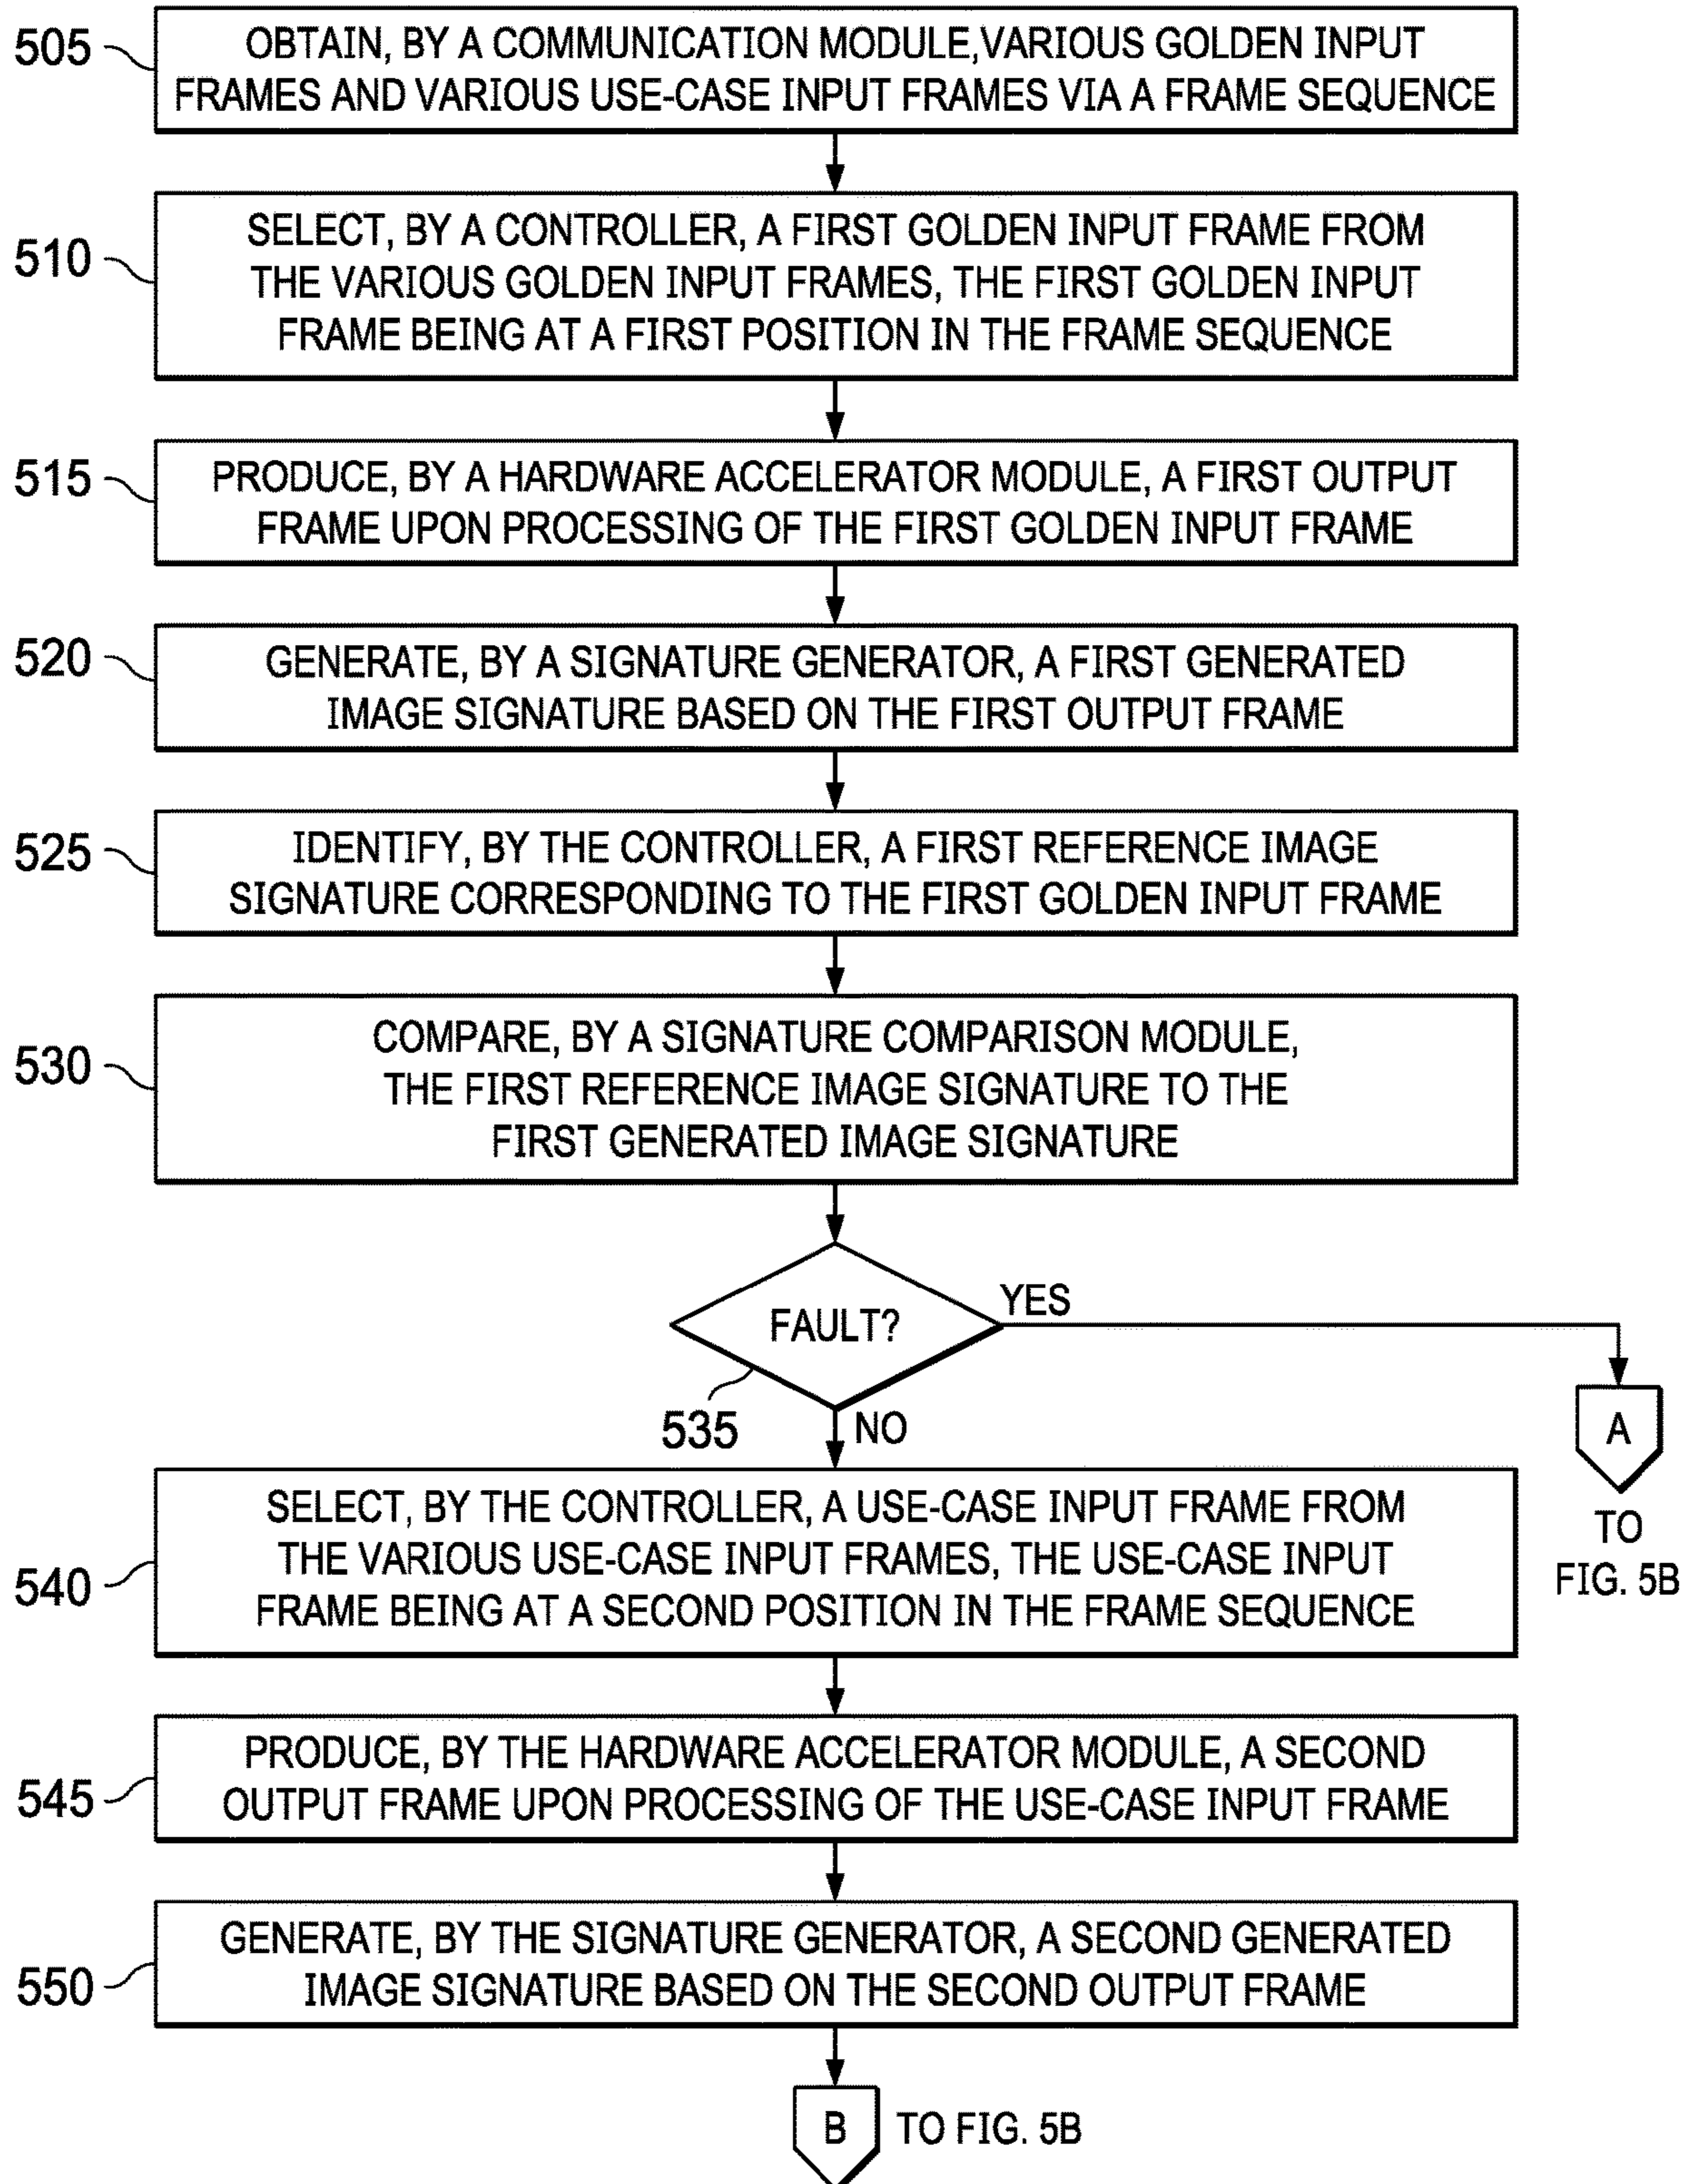 505
OBTAIN, BY A COMMUNICATION MODULE,VARIOUS GOLDEN INPUT
FRAMES AND VARIOUS USE-CASE INPUT FRAMES VIA A FRAME SEQUENCE
510
SELECT, BY A CONTROLLER, A FIRST GOLDEN INPUT FRAME FROM
THE VARIOUS GOLDEN INPUT FRAMES, THE FIRST GOLDEN INPUT
FRAME BEING AT A FIRST POSITION IN THE FRAME SEQUENCE
515
PRODUCE, BY A HARDWARE ACCELERATOR MODULE, A FIRST OUTPUT
FRAME UPON PROCESSING OF THE FIRST GOLDEN INPUT FRAME
520
GENERATE, BY A SIGNATURE GENERATOR, A FIRST GENERATED
IMAGE SIGNATURE BASED ON THE FIRST OUTPUT FRAME
525
IDENTIFY, BY THE CONTROLLER, A FIRST REFERENCE IMAGE
SIGNATURE CORRESPONDING TO THE FIRST GOLDEN INPUT FRAME
530
COMPARE, BY A SIGNATURE COMPARISON MODULE,
THE FIRST REFERENCE IMAGE SIGNATURE TO THE
FIRST GENERATED IMAGE SIGNATURE
FAULT?
YES
535
NO
A
TO
FIG. 5B
540
SELECT, BY THE CONTROLLER, A USE-CASE INPUT FRAME FROM
THE VARIOUS USE-CASE INPUT FRAMES, THE USE-CASE INPUT
FRAME BEING AT A SECOND POSITION IN THE FRAME SEQUENCE
545
PRODUCE, BY THE HARDWARE ACCELERATOR MODULE, A SECOND
OUTPUT FRAME UPON PROCESSING OF THE USE-CASE INPUT FRAME
550
GENERATE, BY THE SIGNATURE GENERATOR, A SECOND GENERATED
IMAGE SIGNATURE BASED ON THE SECOND OUTPUT FRAME
B
TO FIG. 5B